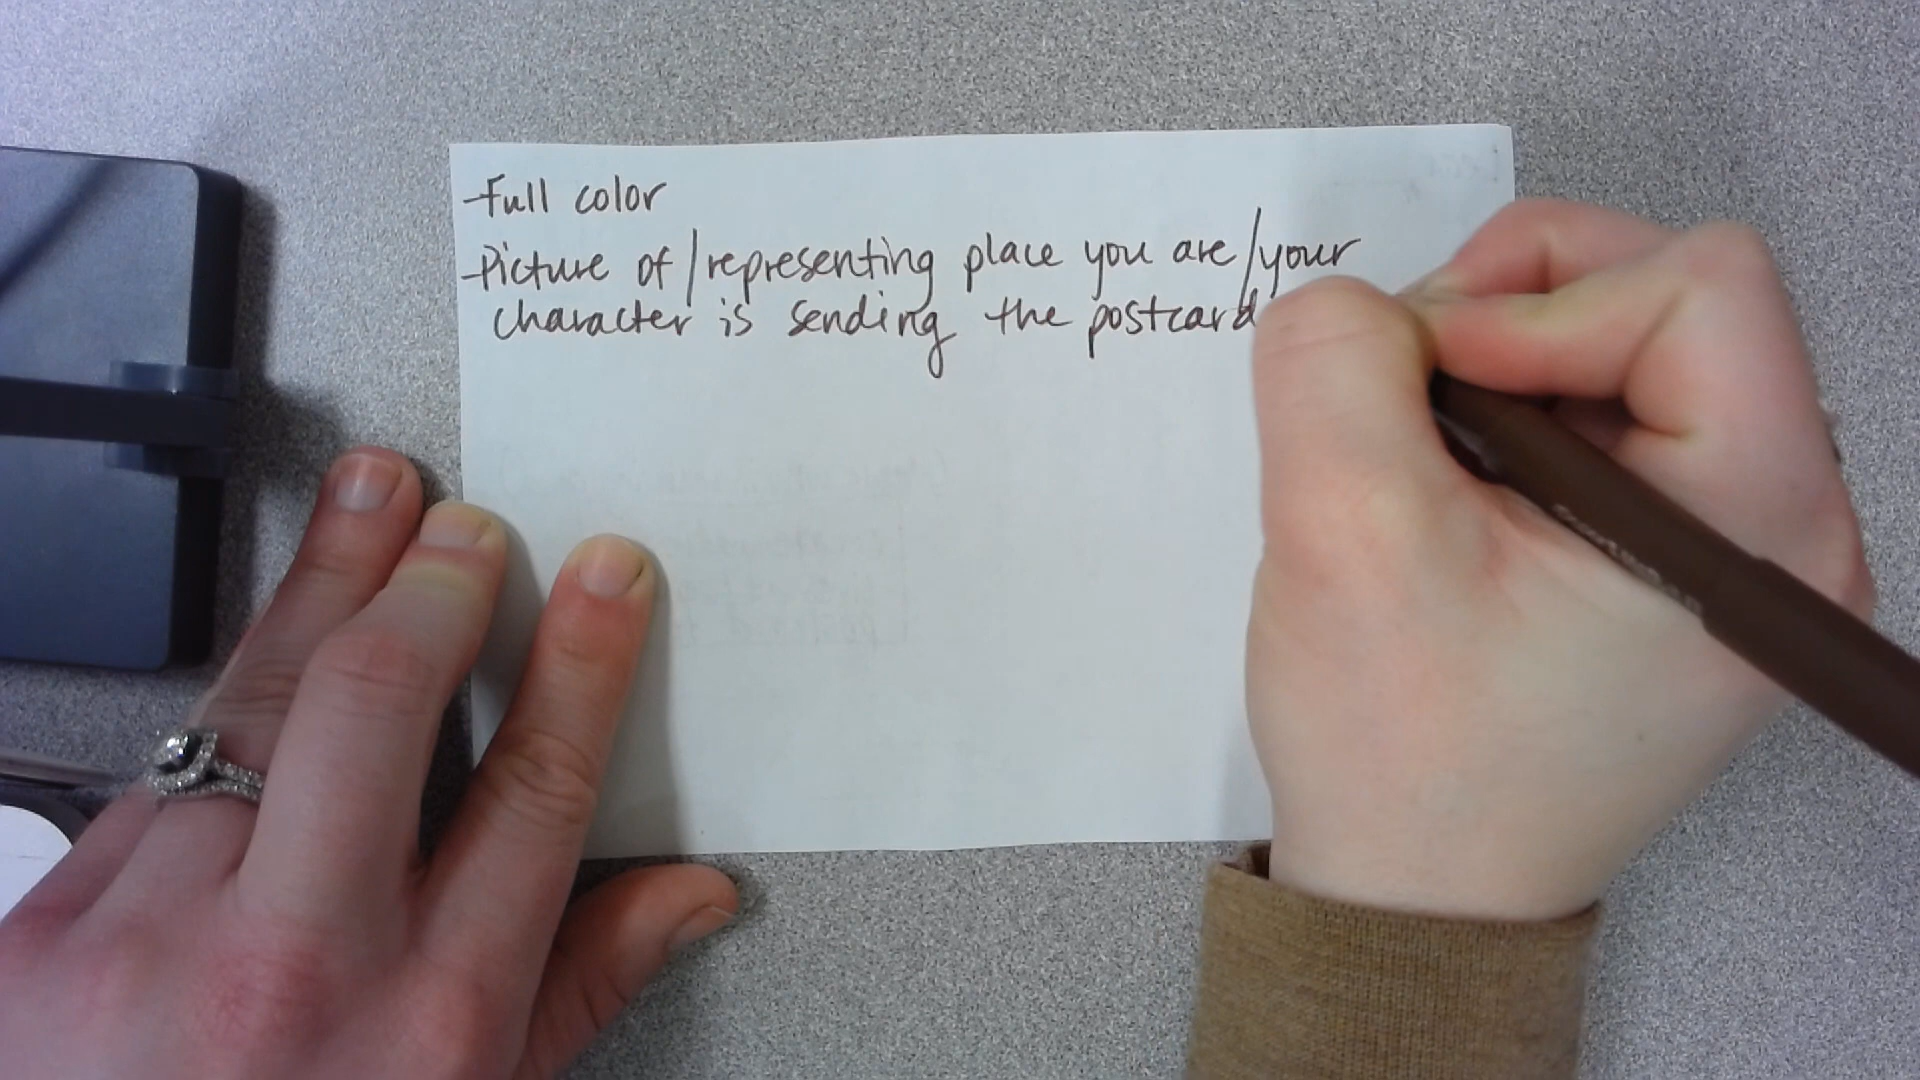 -Full color
-Picture of/representing place you are/your
character is sending the postcard